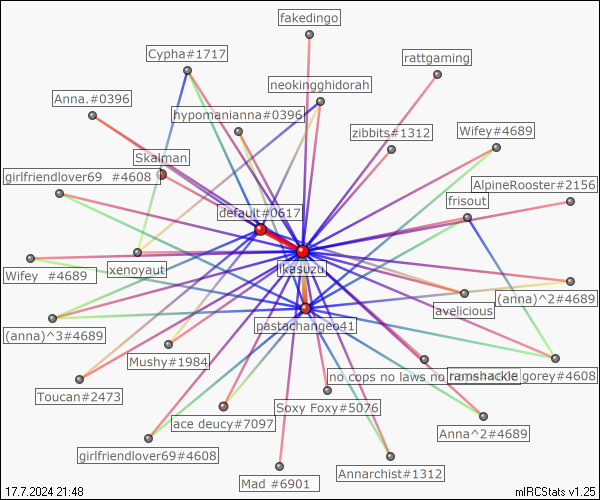 fakedingo
Cypha#1717
rattgaming
neokingghidorah
Anna.#0396
hypomanianna#0396
zibbits#1312
Wifey#4689
Skalman
girlfriendlover69 #4608
AlpineRooster#2156
frisout
default#0617
xenoyaut
ikasuzu
Wifey #4689
(anna)^2#4689
avelicious
(anna)^3#4689
pastachangeo41
Mushy#1984
no cops no laws no
ramshackle gorey#4608
Toucan#2473
Soxy Foxy#5076
ace deucy#7097
Anna^2#4689
girlfriendlover69#4608
Annarchist#1312
Mad #6901
17.7.2024 21:48
mIRCStats v1.25